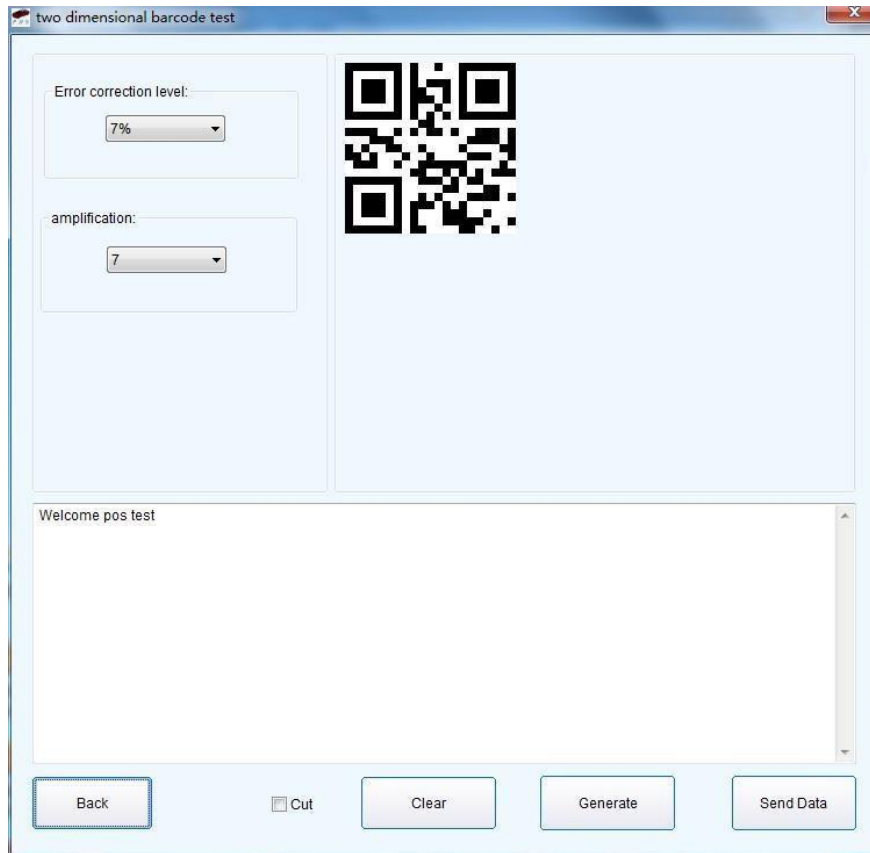 two dimensional barcode test
Error correction level:
7%
amplification:
7
Welcome pos test
Back
Cut
Clear
Generate
Send Data